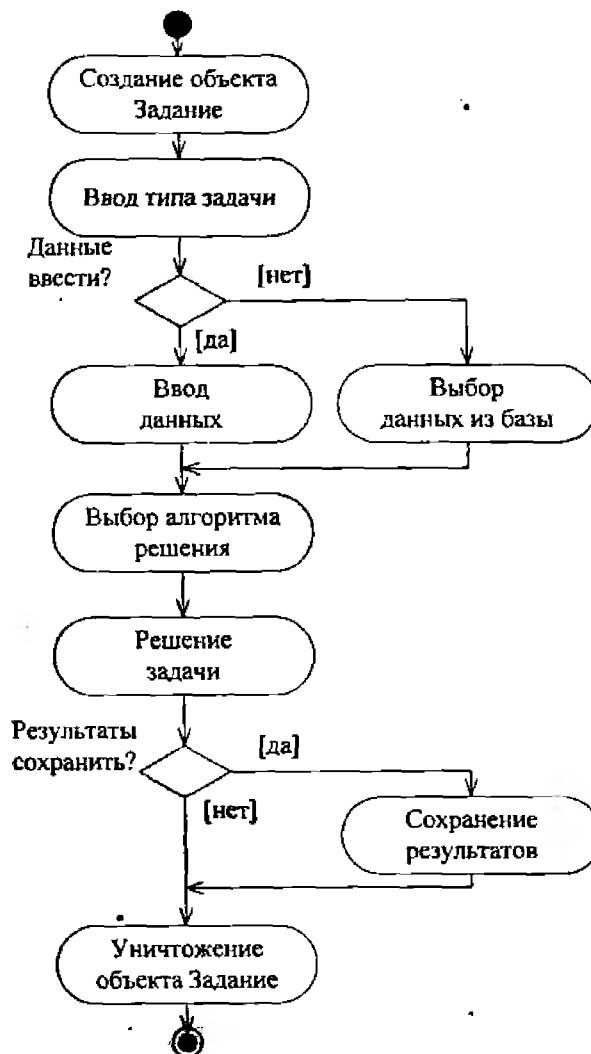 Создание объекта
Задание
Ввод типа задачи
Данные
ввести?
[нет]
[да]
Ввод
данных
Выбор
данных из базы
Выбор алгоритма
решения
Решение
задачи
Результаты
сохранить?
[да]
[нет]
Сохранение
результатов
Уничтожение
объекта Задание